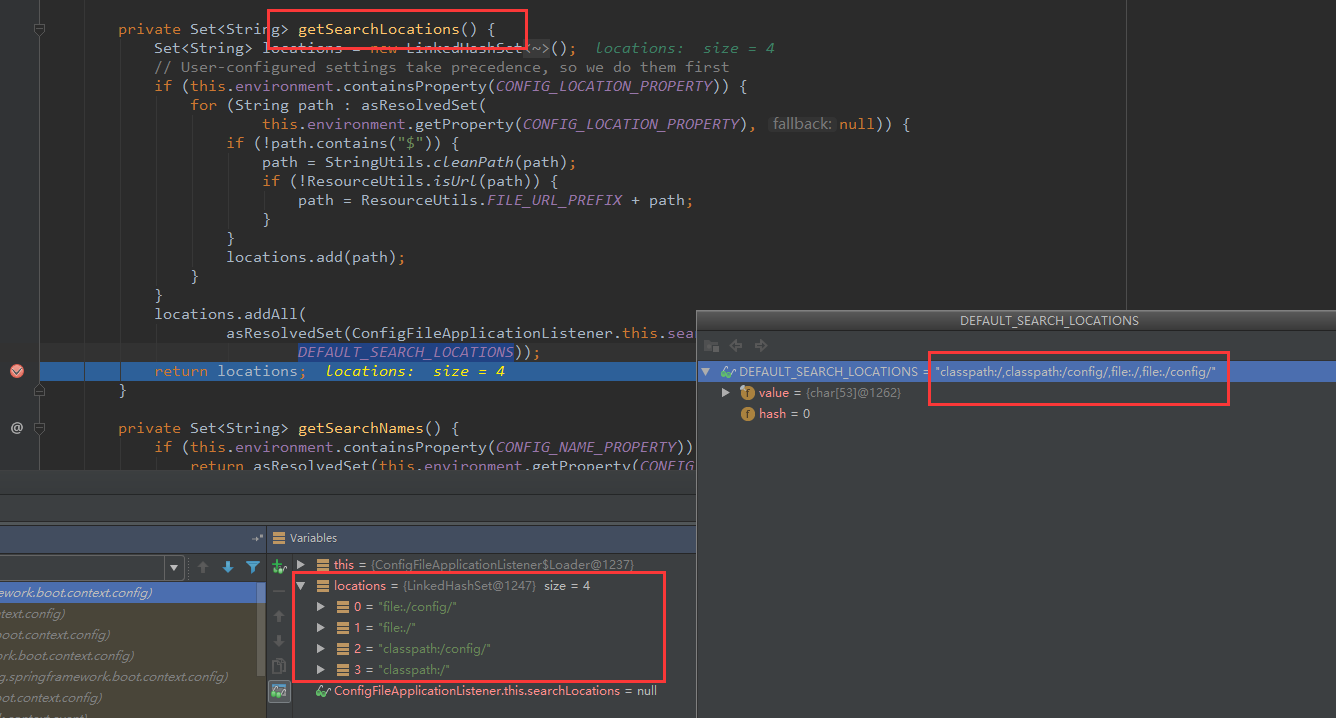 private Set<String> getSearchLocations() {
Set<String> locations = new LinkedHashSet<~>();  locations:  size = 4
// User-configured settings take precedence, so we do them first
if (this.environment.containsProperty(CONFIG_LOCATION_PROPERTY)) {
for (String path : asResolvedSet(
this.environment.getProperty(CONFIG_LOCATION_PROPERTY), fallback: null)) {
if (!path.contains("$")) {
path = StringUtils.cleanPath(path);
if (!ResourceUtils.isUrl(path)) {
path = ResourceUtils.FILE_URL_PREFIX + path;
}
}
locations.add(path);
}
}
locations.addAll(
asResolvedSet(ConfigFileApplicationListener.this.sea
DEFAULT_SEARCH_LOCATIONS));
return locations;  locations:  size = 4
}
@ private Set<String> getSearchNames() {
if (this.environment.containsProperty(CONFIG_NAME_PROPERTY))
return asResolvedSet(this.environment.getProperty(CONFIG
DEFAULT_SEARCH_LOCATIONS
DEFAULT_SEARCH_LOCATIONS = "classpath:/,classpath:/config/,file:./,file:./config/"
f value = {char[53]@1262}
f hash = 0
ework.boot.context.config)
ntext.config)
boot.context.config)
ork.boot.context.config)
g.springframework.boot.context.config)
oot.context.config)
Variables
this = {ConfigFileApplicationListener$Loader@1237}
locations = {LinkedHashSet@1247}  size = 4
0 = "file:./config/"
1 = "file:./"
2 = "classpath:/config/"
3 = "classpath:/"
ConfigFileApplicationListener.this.searchLocations = null